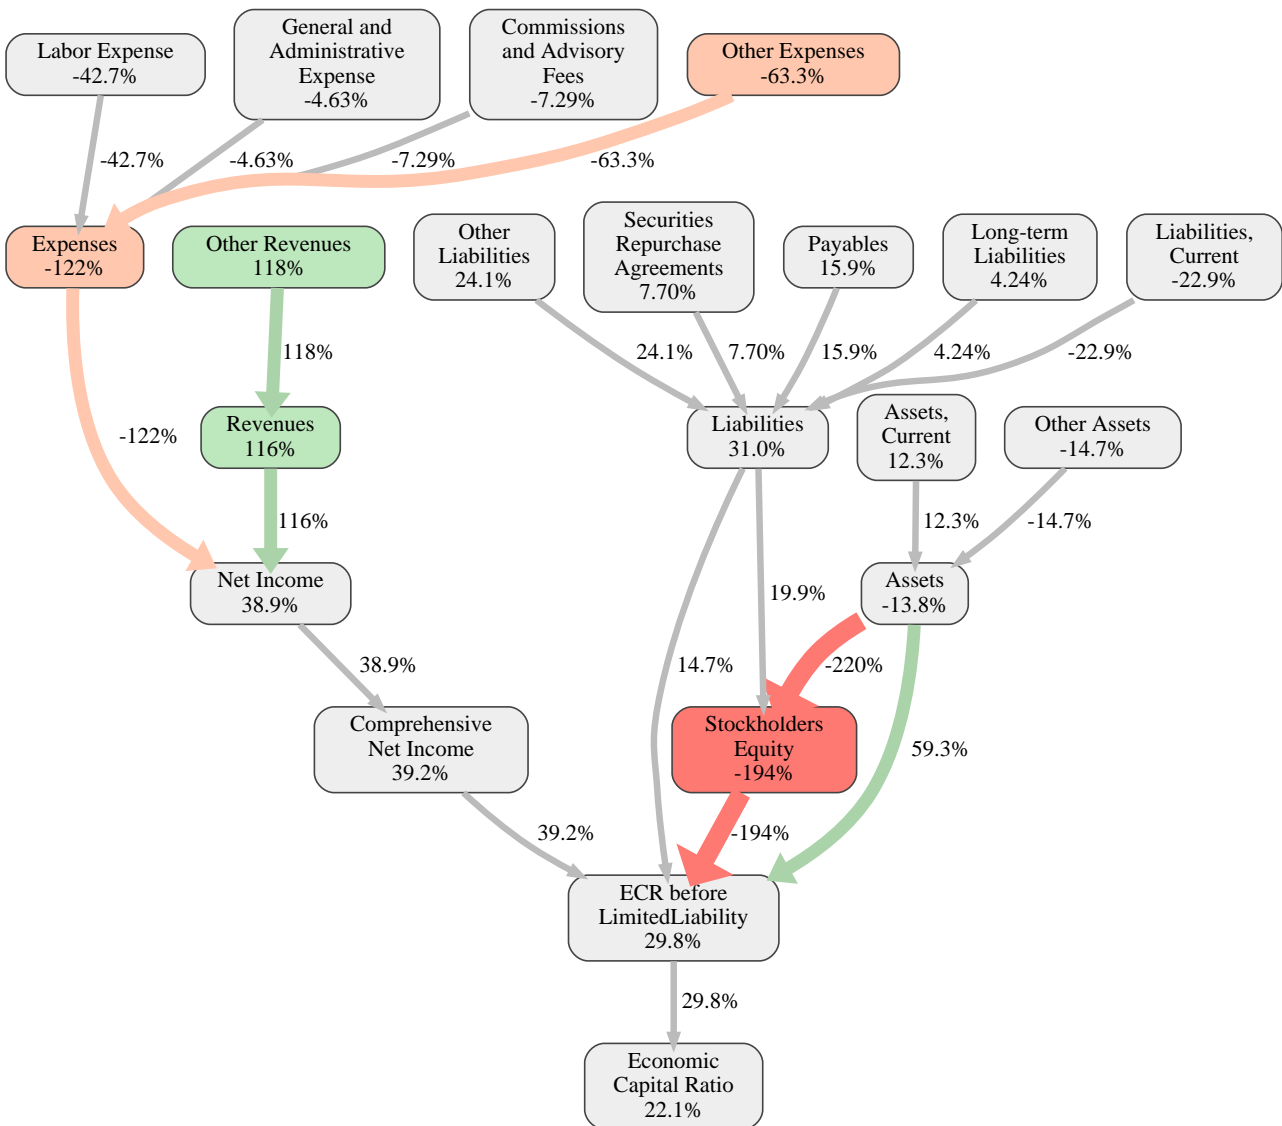 Labor Expense
-42.7%
General and
Administrative
Expense
-4.63%
Commissions
and Advisory
Fees
-7.29%
Other Expenses
-63.3%
-42.7%
-4.63%
-7.29%
-63.3%
Expenses
-122%
Other Revenues
118%
Other
Liabilities
24.1%
Securities
Repurchase
Agreements
7.70%
Payables
15.9%
Long-term
Liabilities
4.24%
Liabilities,
Current
-22.9%
118%
24.1%
7.70%
15.9%
4.24%
-22.9%
-122%
Revenues
116%
Liabilities
31.0%
Assets,
Current
12.3%
Other Assets
-14.7%
116%
12.3%
-14.7%
Net Income
38.9%
19.9%
Assets
-13.8%
38.9%
14.7%
-220%
Comprehensive
Net Income
39.2%
Stockholders
Equity
-194%
59.3%
39.2%
-194%
ECR before
LimitedLiability
29.8%
29.8%
Economic
Capital Ratio
22.1%